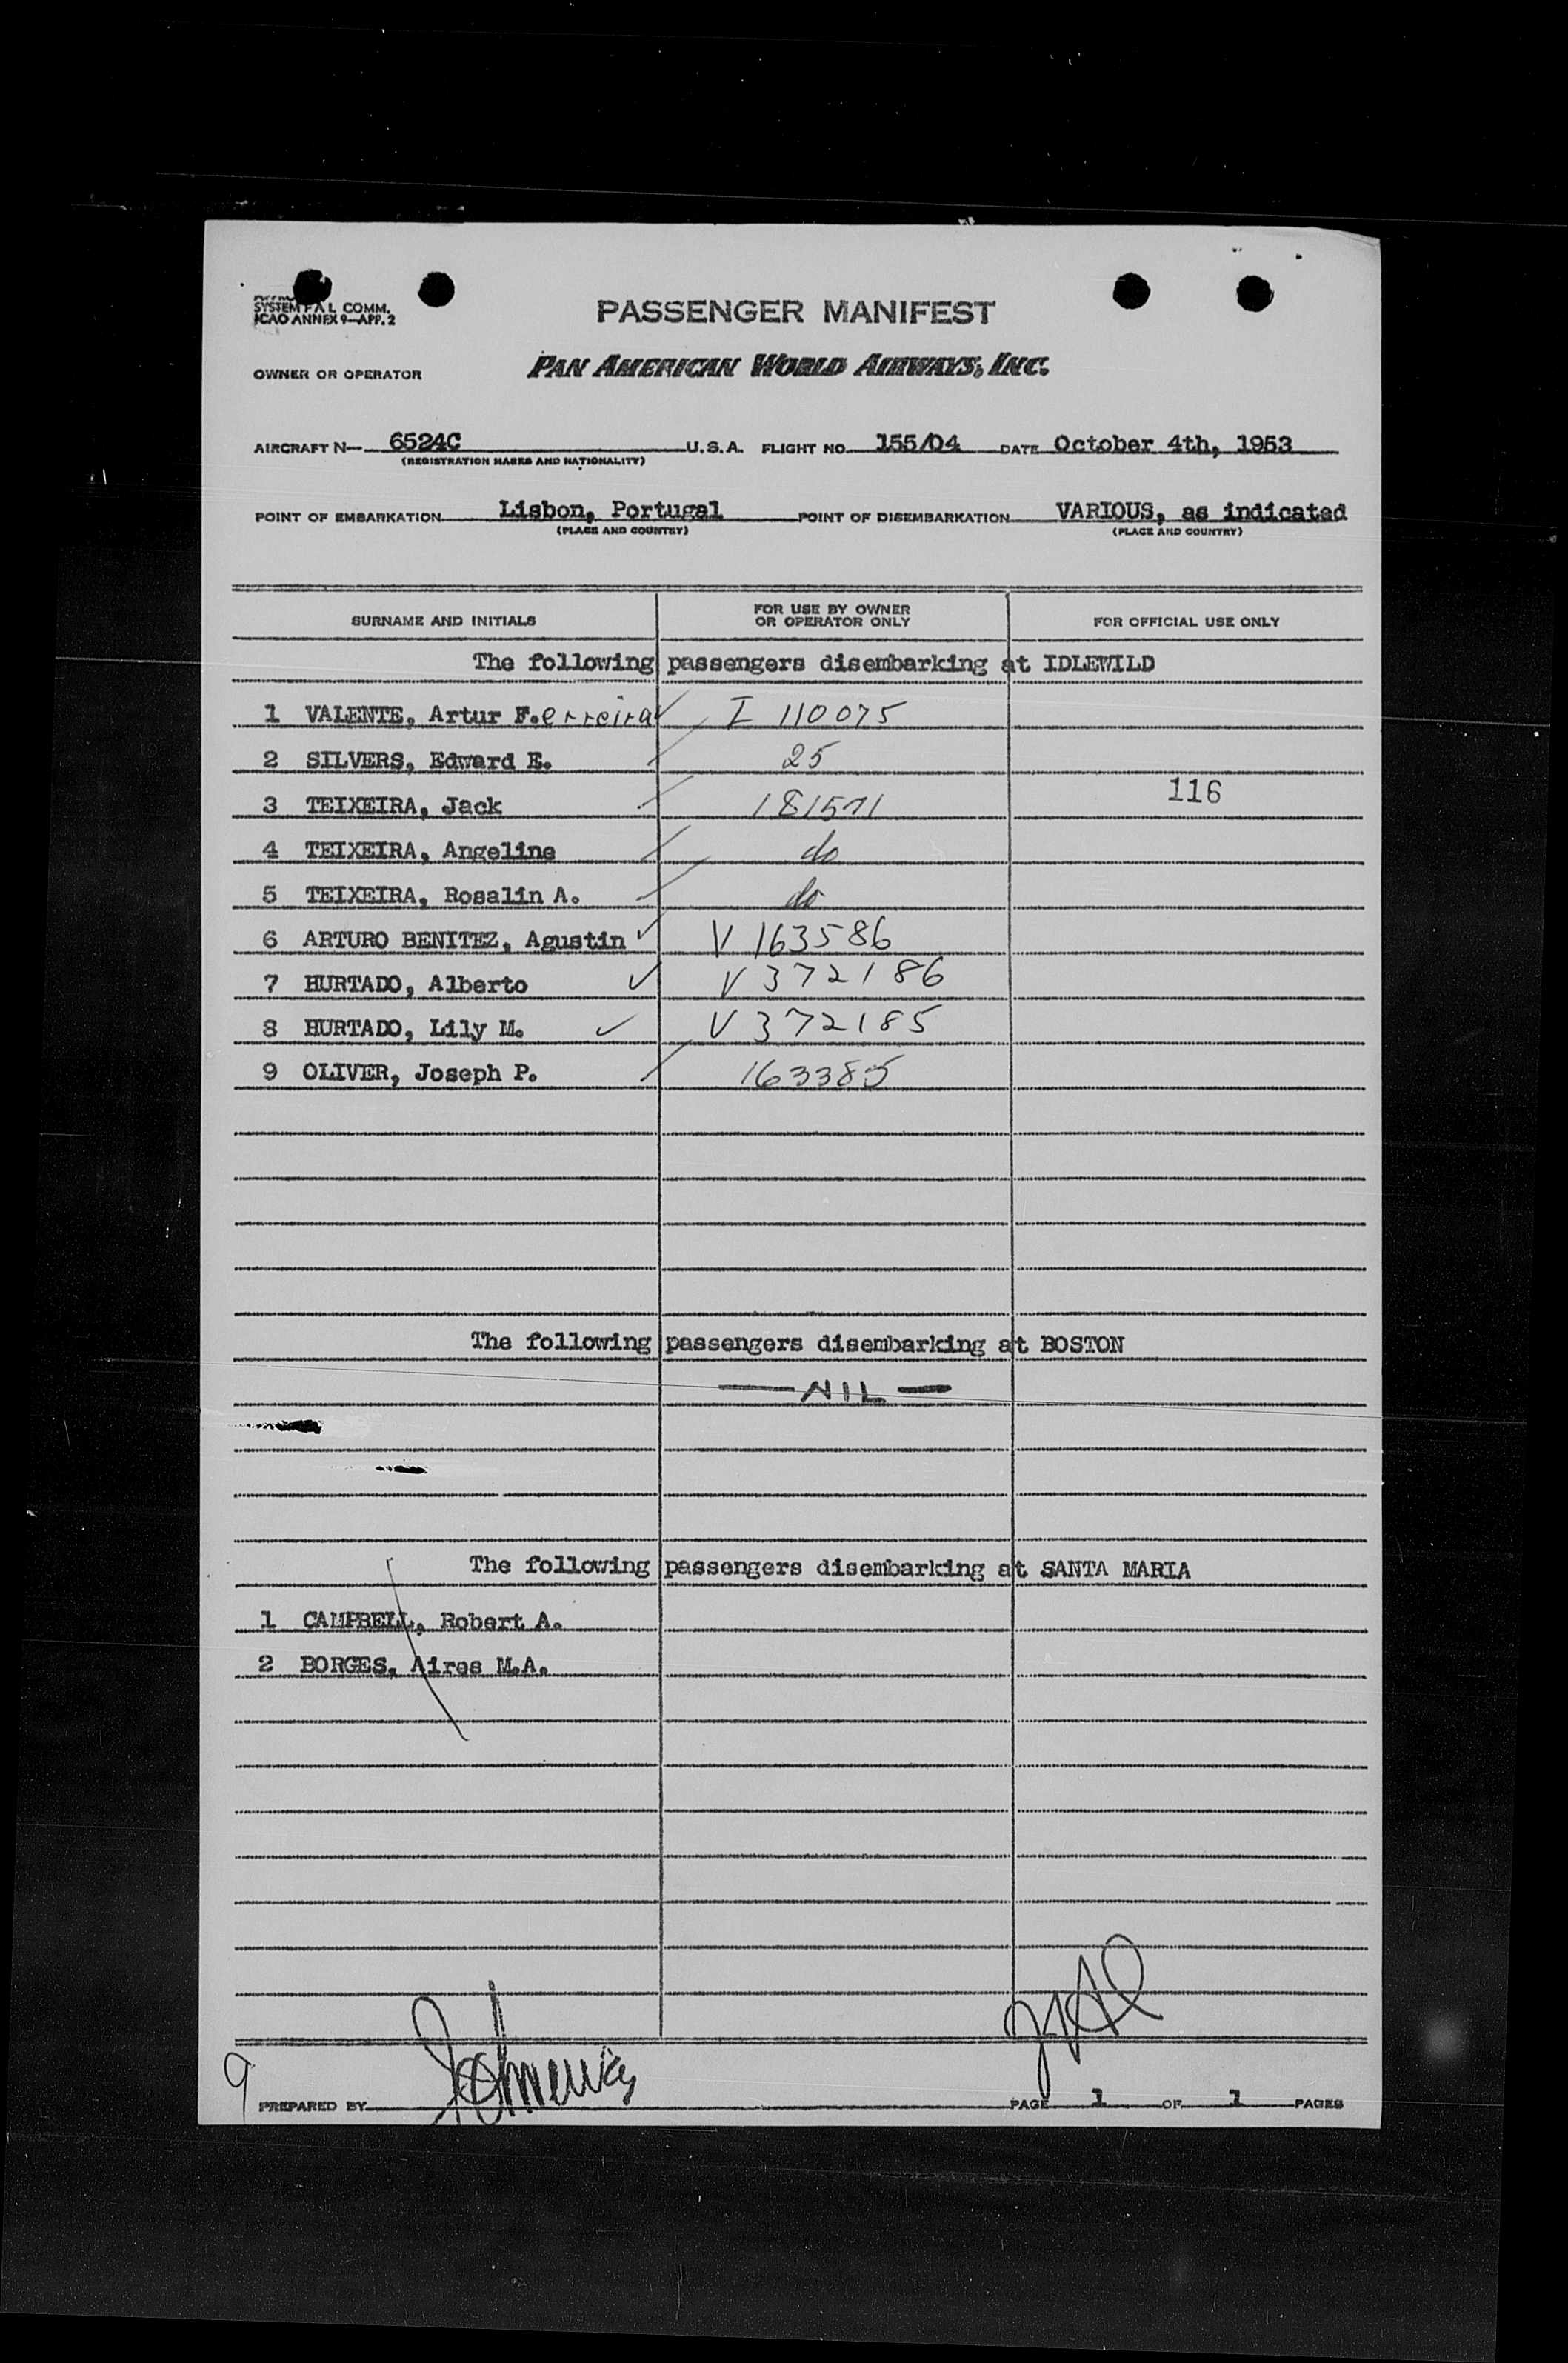 SYSTEM FAL COMM.
ICAO ANNEX 9—APP. 2
PASSENGER MANIFEST
OWNER OR OPERATOR
PAN AMERICAN WORLD AIRWAYS, INC.
AIRCRAFT N— 6524C U.S.A. FLIGHT NO. 155/04 DATE October 4th, 1953
(REGISTRATION MARKS AND NATIONALITY)
POINT OF EMBARKATION Lisbon, Portugal POINT OF DISEMBARKATION VARIOUS, as indicated
(PLACE AND COUNTRY) (PLACE AND COUNTRY)
SURNAME AND INITIALS FOR USE BY OWNER OR OPERATOR ONLY FOR OFFICIAL USE ONLY
The following passengers disembarking at IDLEWILD
1 VALENTE, Artur F.erreira ✓ I 110075
2 SILVERS, Edward E. 25
3 TEIXEIRA, Jack 181571 116
4 TEIXEIRA, Angeline do
5 TEIXEIRA, Rosalin A. do
6 ARTURO BENITEZ, Agustin ✓ V 163586
7 HURTADO, Alberto ✓ V 372186
8 HURTADO, Lily M. ✓ V 372185
9 OLIVER, Joseph P. 163385
The following passengers disembarking at BOSTON
— NIL —
The following passengers disembarking at SANTA MARIA
1 CAMPBELL, Robert A.
2 BORGES, Aires M.A.
9
PREPARED BY PAGE 1 OF 1 PAGES